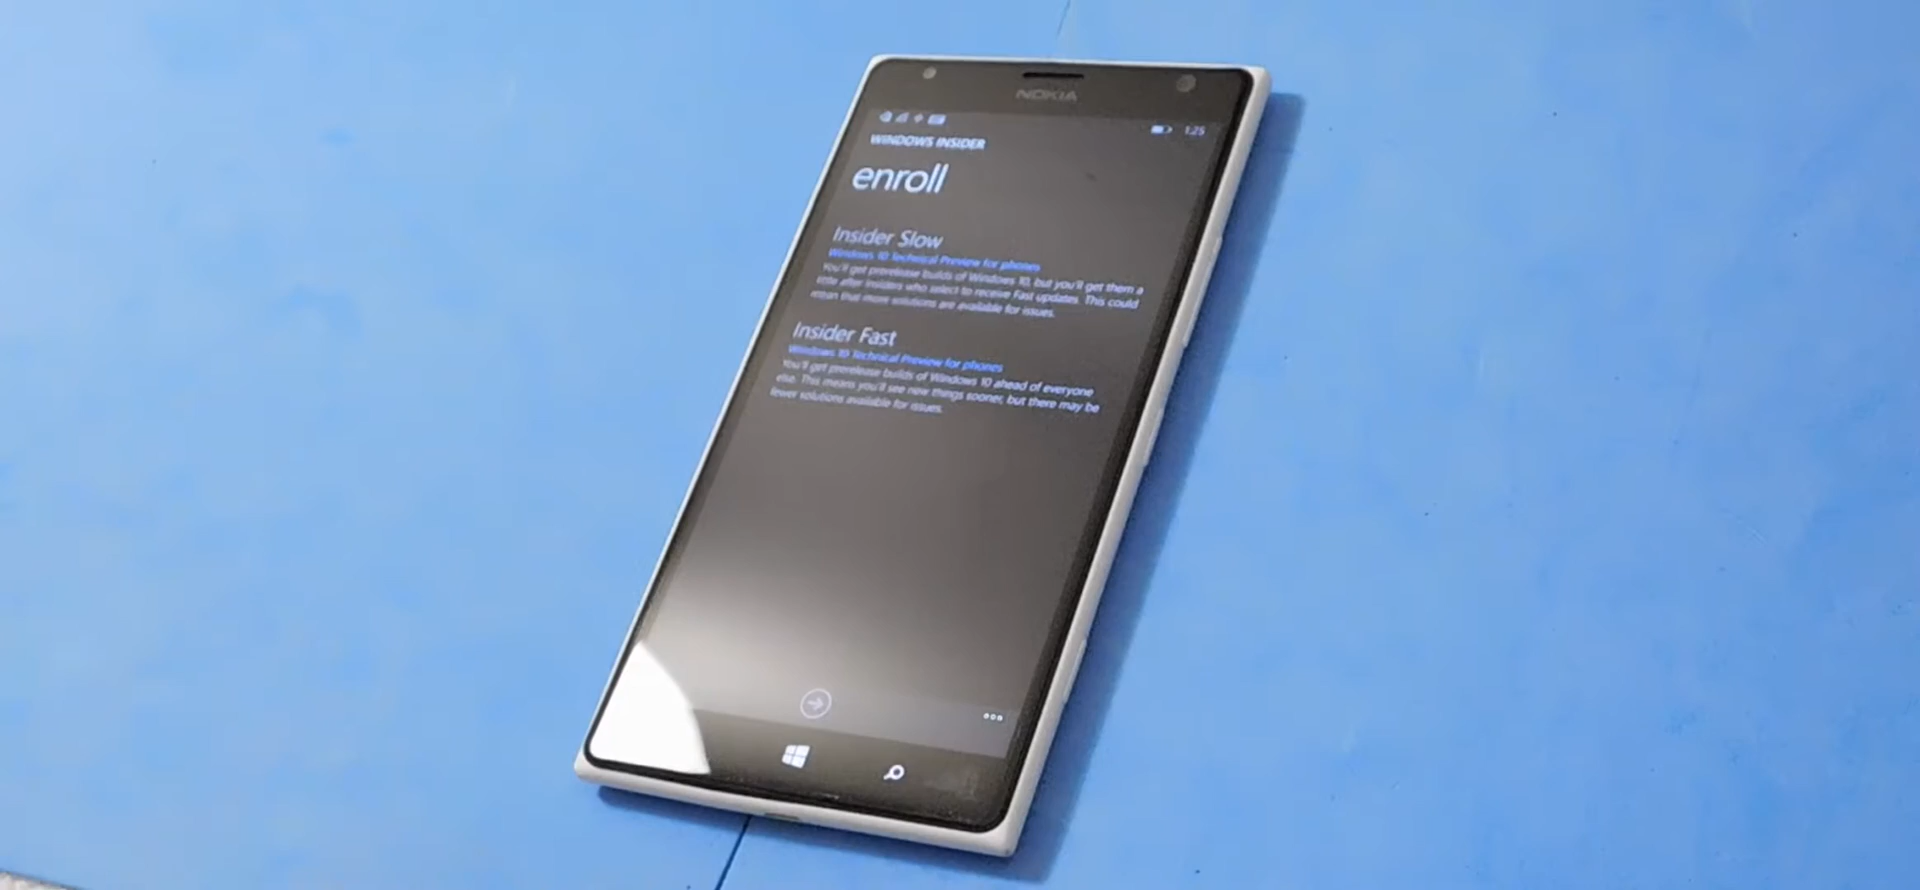 NOKIA
1:25
WINDOWS INSIDER
enroll
Insider Slow
Windows 10 Technical Preview for phones
You'll get prerelease builds of Windows 10, but you'll get them a
little after insiders who select to receive Fast updates. This could
mean that more solutions are available for issues.
Insider Fast
Windows 10 Technical Preview for phones
You'll get prerelease builds of Windows 10 ahead of everyone
else. This means you'll see new things sooner, but there may be
fewer solutions available for issues.